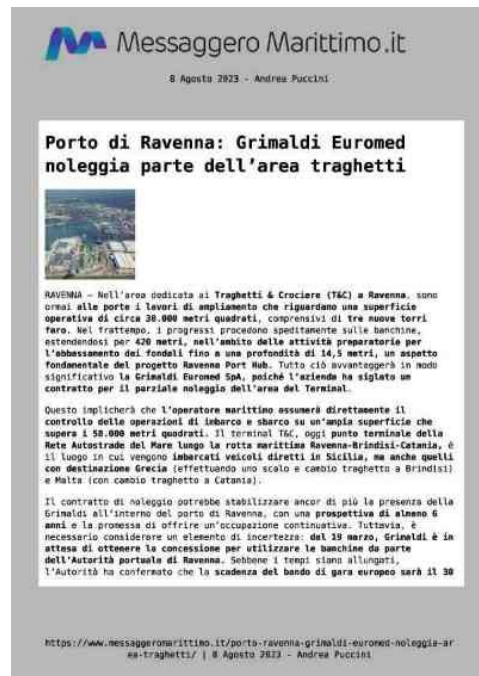 Messaggero Marittimo.it
8 Agosto 2023 - Andrea Puccini
Porto di Ravenna: Grimaldi Euromed
noleggia parte dell'area traghetti
RAVENNA – Nell'area dedicata ai Traghetti & Crociere (T&C) a Ravenna, sono
ormai alle porte i lavori di ampliamento che riguardano una superficie
operativa di circa 30.000 metri quadrati, comprensivi di tre nuove torri
faro. Nel frattempo, i progressi procedono speditamente sulle banchine,
estendendosi per 420 metri, nell'ambito delle attività preparatorie per
l'abbassamento dei fondali fino a una profondità di 14,5 metri, un aspetto
fondamentale del progetto Ravenna Port Hub. Tutto ciò avvantaggerà in modo
significativo la Grimaldi Euromed SpA, poiché l'azienda ha siglato un
contratto per il parziale noleggio dell'area del Terminal.
Questo implicherà che l'operatore marittimo assumerà direttamente il
controllo delle operazioni di imbarco e sbarco su un'ampia superficie che
supera i 58.000 metri quadrati. Il terminal T&C, oggi punto terminale della
Rete Autostrade del Mare lungo la rotta marittima Ravenna-Brindisi-Catania, è
il luogo in cui vengono imbarcati veicoli diretti in Sicilia, ma anche quelli
con destinazione Grecia (effettuando uno scalo e cambio traghetto a Brindisi)
e Malta (con cambio traghetto a Catania).
Il contratto di noleggio potrebbe stabilizzare ancor di più la presenza della
Grimaldi all'interno del porto di Ravenna, con una prospettiva di almeno 6
anni e la promessa di offrire un'occupazione continuativa. Tuttavia, è
necessario considerare un elemento di incertezza: dal 19 marzo, Grimaldi è in
attesa di ottenere la concessione per utilizzare le banchine da parte
dell'Autorità portuale di Ravenna. Sebbene i tempi siano allungati,
l'Autorità ha confermato che la scadenza del bando di gara europeo sarà il 30
https://www.messaggeromarittimo.it/porto-ravenna-grimaldi-euromed-noleggia-ar
ea-traghetti/ | 8 Agosto 2023 - Andrea Puccini